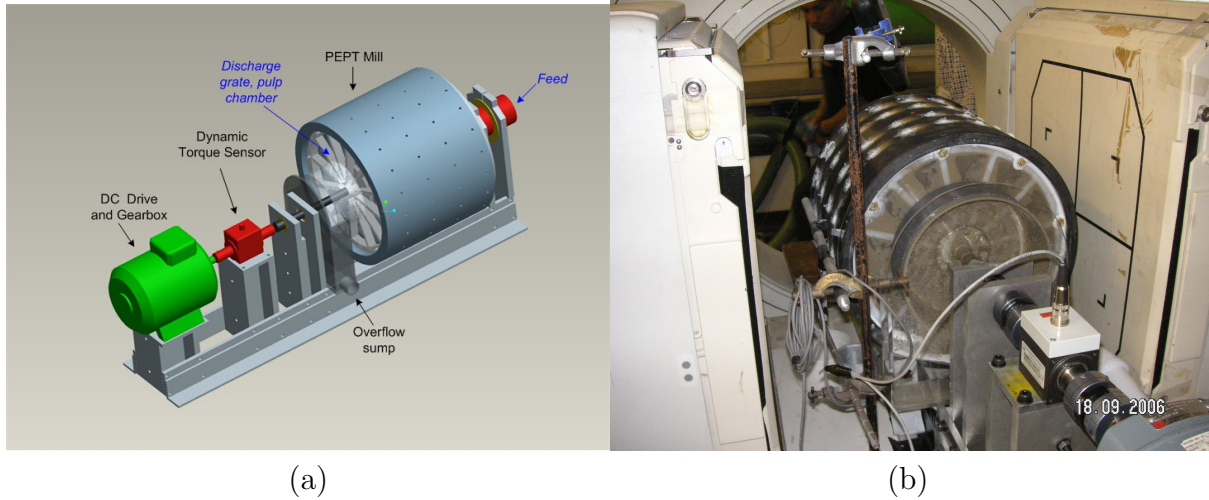 PEPT Mill
Discharge
grate, pulp
chamber
Feed
Dynamic
Torque Sensor
DC Drive
and Gearbox
Overflow
sump
18.09.2006
(a)
(b)